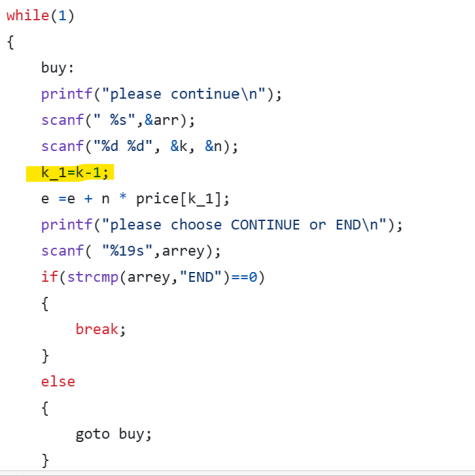 while(1)
{
buy:
printf("please continue\n");
scanf(" %s",&arr);
scanf("%d %d", &k, &n);
k_1=k-1;
e =e + n * price[k_1];
printf("please choose CONTINUE or END\n");
scanf( "%19s",arrey);
if(strcmp(arrey,"END")==0)
{
break;
}
else
{
goto buy;
}